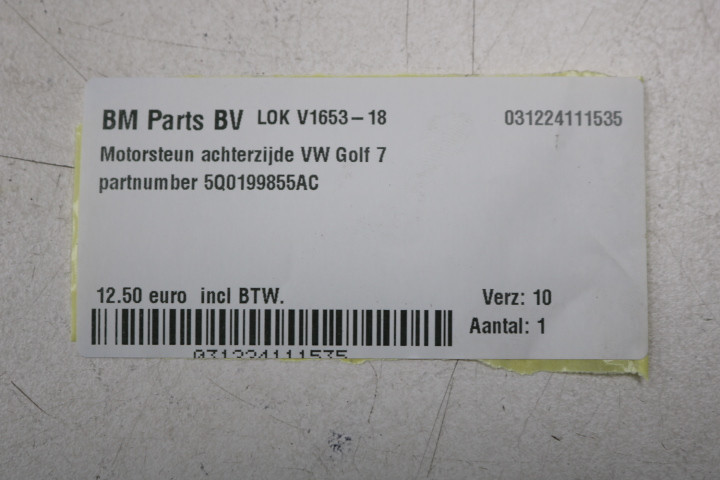 BM Parts BV LOK V1653-18 031224111535
Motorsteun achterzijde VW Golf 7
partnumber 5Q0199855AC
12.50 euro incl BTW. Verz: 10
Aantal: 1
031224111535